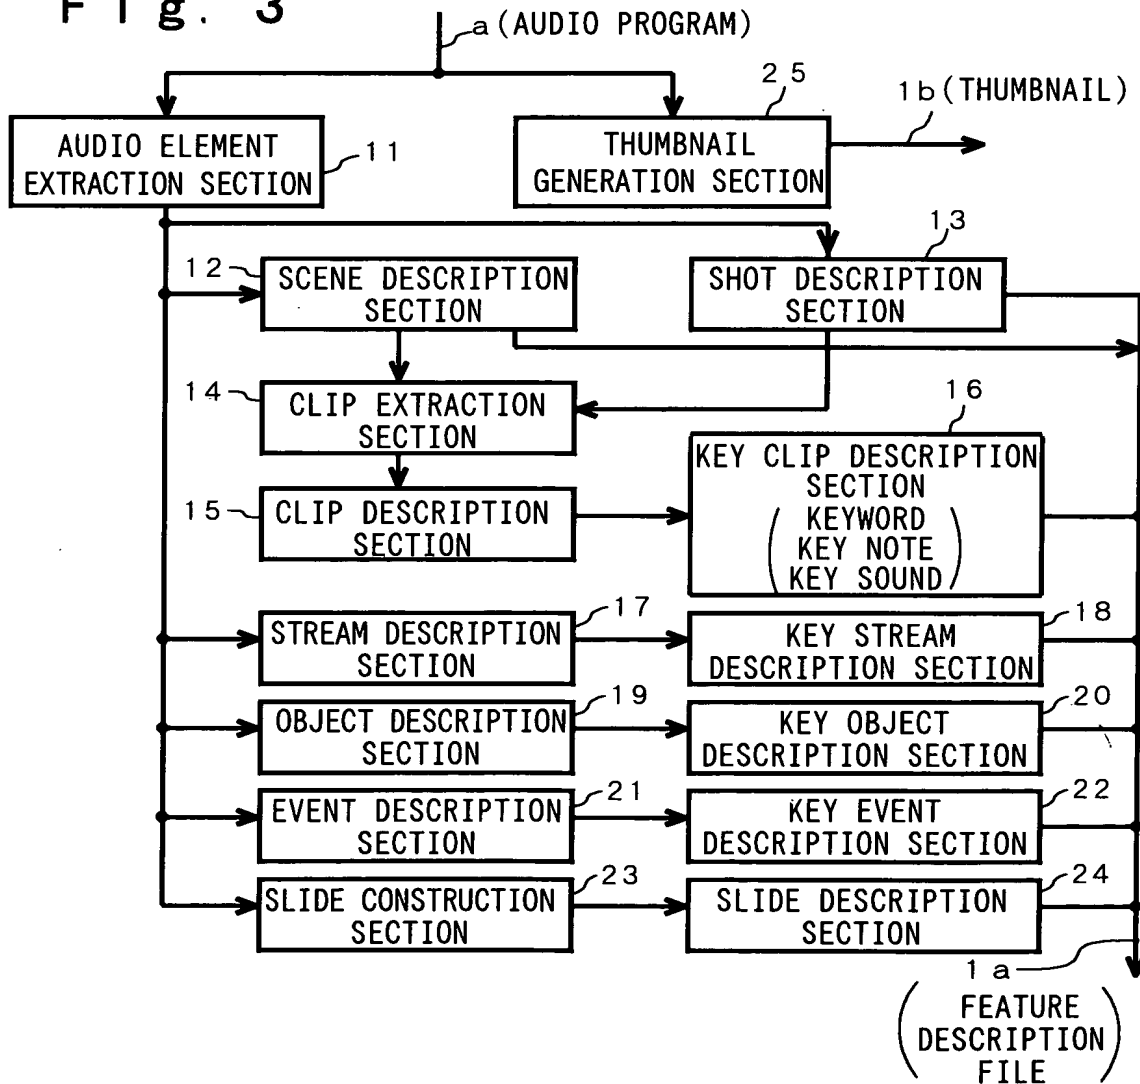 Fig. 3
a (AUDIO PROGRAM)
25
1b (THUMBNAIL)
AUDIO ELEMENT
EXTRACTION SECTION
11
THUMBNAIL
GENERATION SECTION
13
12
SCENE DESCRIPTION
SECTION
SHOT DESCRIPTION
SECTION
14
CLIP EXTRACTION
SECTION
16
KEY CLIP DESCRIPTION
SECTION
KEYWORD
KEY NOTE
KEY SOUND
15
CLIP DESCRIPTION
SECTION
17
STREAM DESCRIPTION
SECTION
18
KEY STREAM
DESCRIPTION SECTION
19
OBJECT DESCRIPTION
SECTION
20
KEY OBJECT
DESCRIPTION SECTION
21
EVENT DESCRIPTION
SECTION
22
KEY EVENT
DESCRIPTION SECTION
23
SLIDE CONSTRUCTION
SECTION
24
SLIDE DESCRIPTION
SECTION
1a
FEATURE
DESCRIPTION
FILE